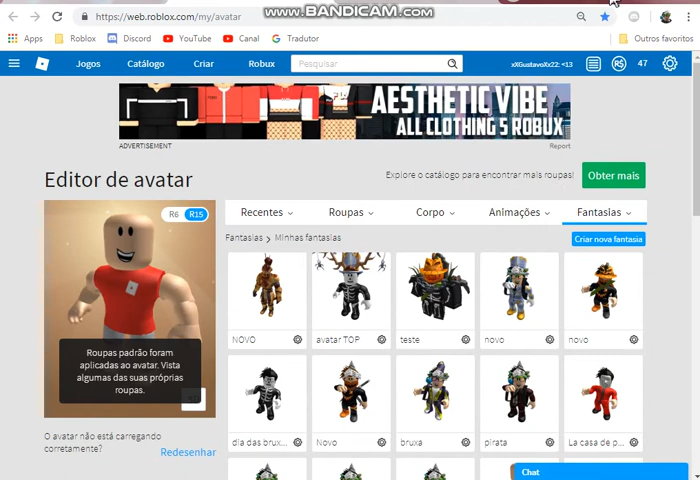 WWW.BANDICAM.COM
https://web.roblox.com/my/avatar
Apps Roblox Discord YouTube Canal Tradutor Outros favoritos
Jogos Catálogo Criar Robux Pesquisar xXGustavoXx22: <13 R$ 47
AESTHETIC VIBE
ALL CLOTHING 5 ROBUX
ADVERTISEMENT Report
Editor de avatar
Explore o catálogo para encontrar mais roupas! Obter mais
R6 R15
Recentes Roupas Corpo Animações Fantasias
Fantasias > Minhas fantasias Criar nova fantasia
NOVO avatar TOP teste novo novo
Roupas padrão foram
aplicadas ao avatar. Vista
algumas das suas próprias
roupas.
dia das brux... Novo bruxa pirata La casa de p...
O avatar não está carregando
corretamente?
Redesenhar
Chat